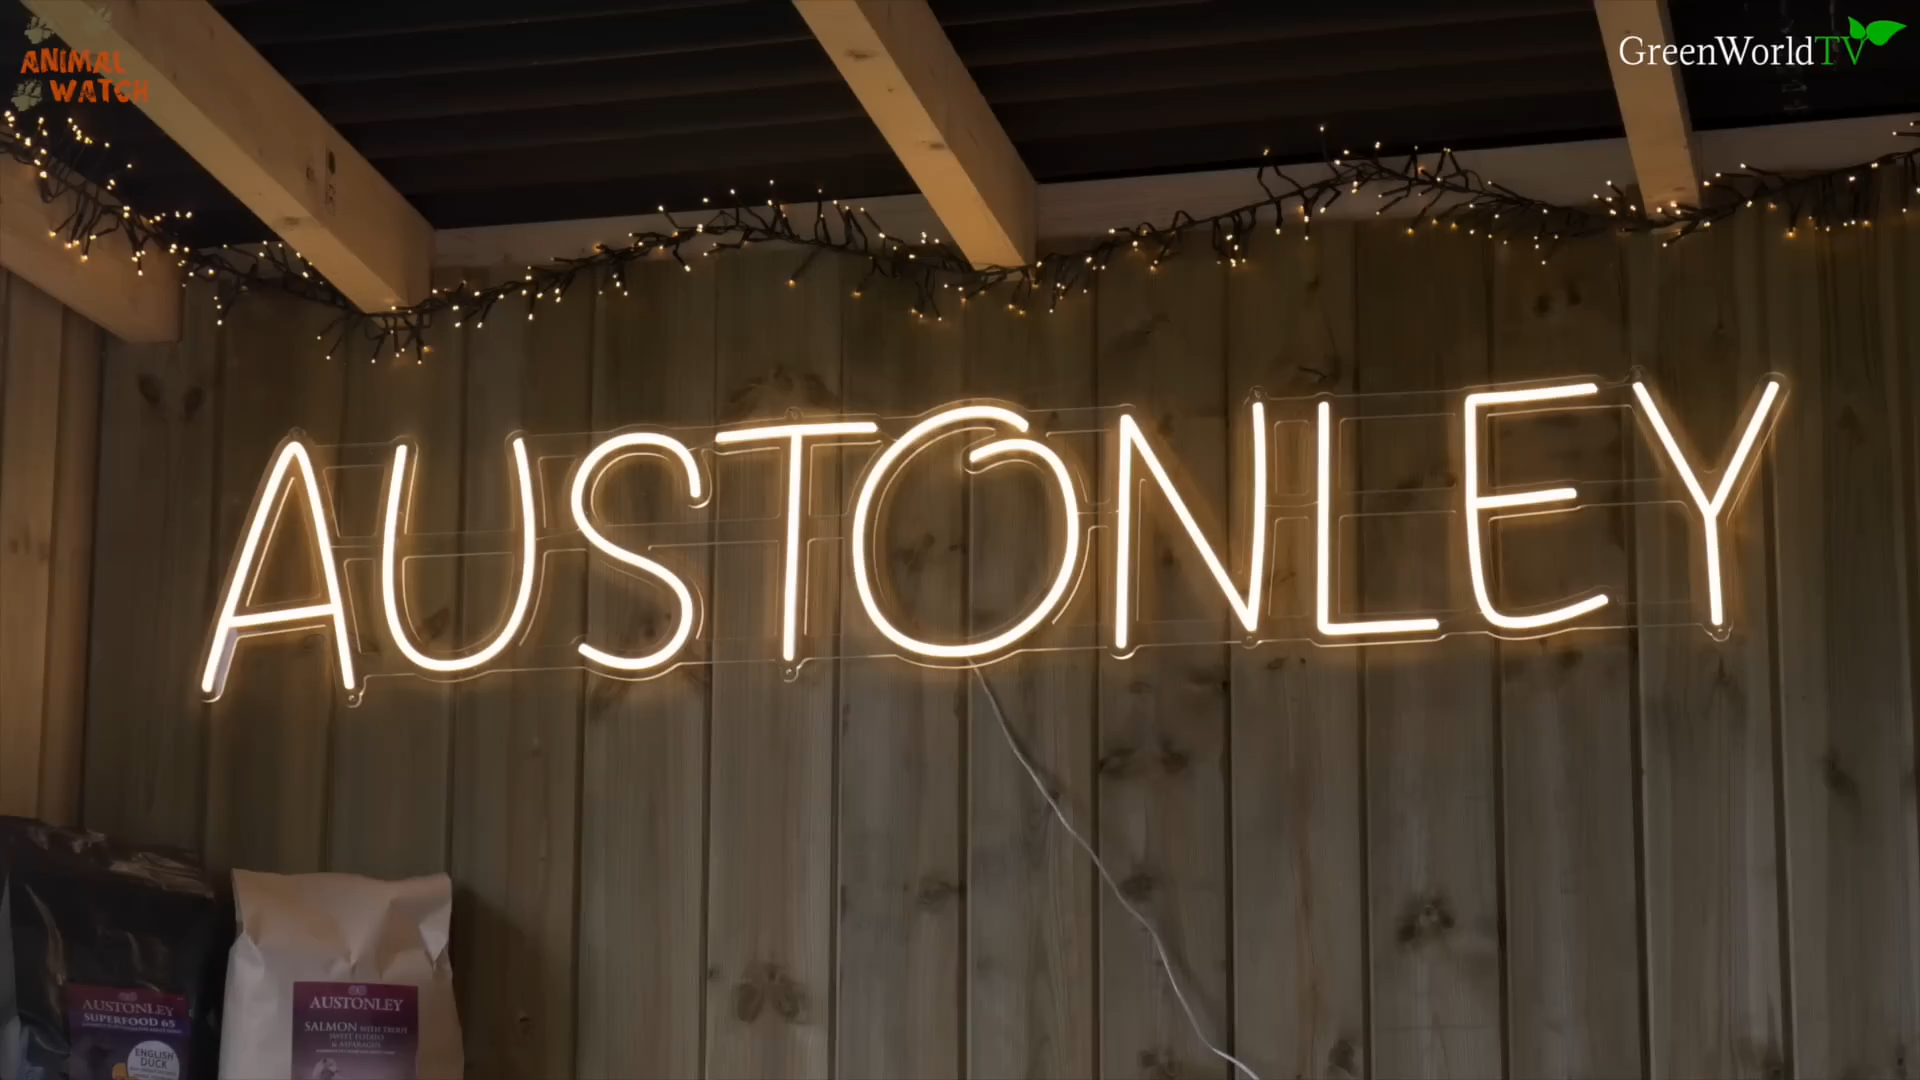 ANIMAL
WATCH
GreenWorldTV
AUSTONLEY
AUSTONLEY
SUPERFOOD 65
ENGLISH
DUCK
AUSTONLEY
SALMON WITH TROUT
SWEET POTATO
& ASPARAGUS